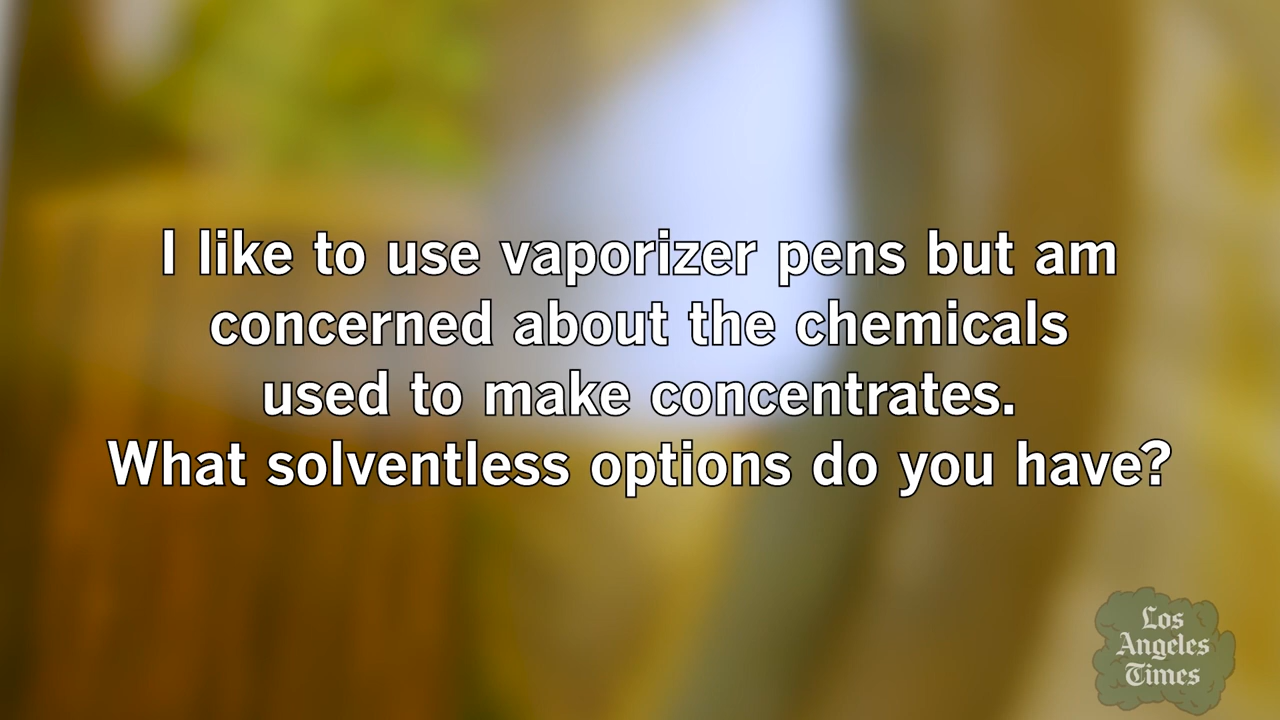 I like to use vaporizer pens but am
concerned about the chemicals
used to make concentrates.
What solventless options do you have?
Los
Angeles
Times